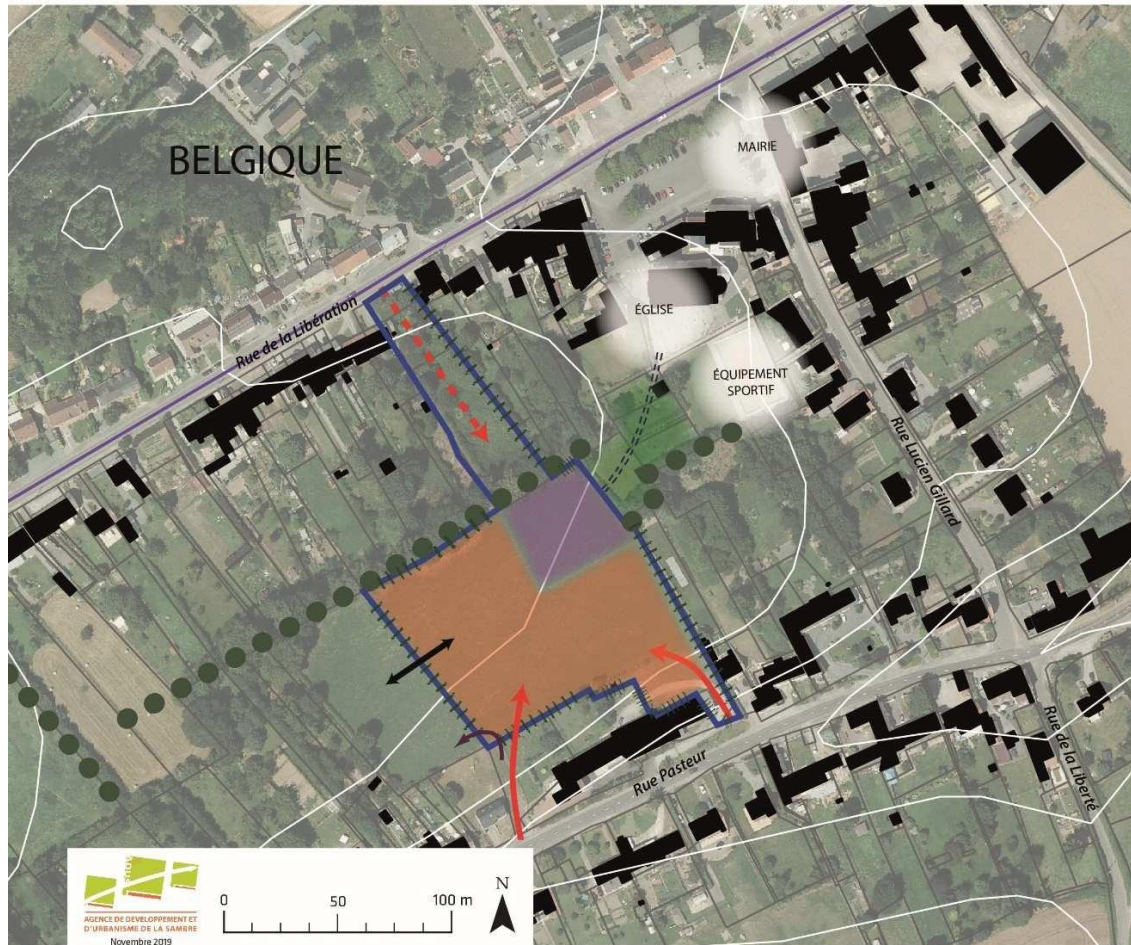 BELGIQUE
MAIRIE
Rue de la Libération
ÉGLISE
ÉQUIPEMENT
SPORTIF
Rue Lucien Gillard
Rue Pasteur
Rue de la Liberté
0 50 100 m
N
AGENCE DE DEVELOPPEMENT ET
D'URBANISME DE LA SAMBRE
Novembre 2019